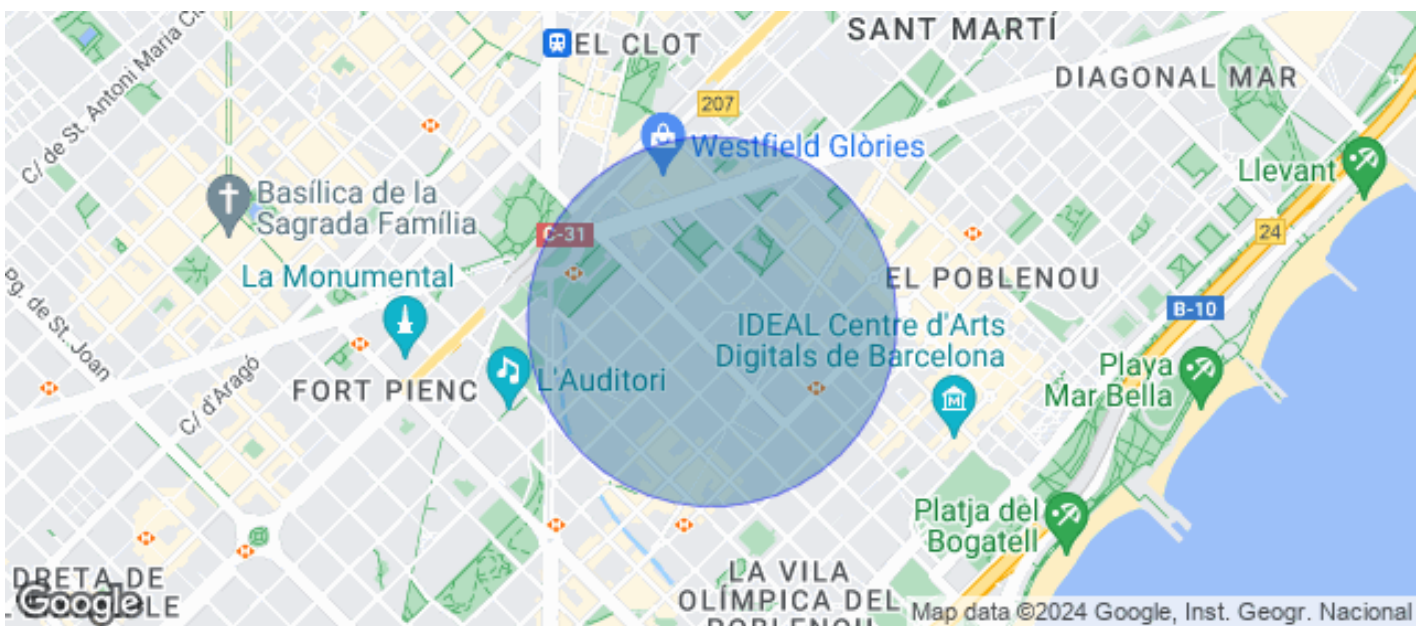 SANT MARTÍ
EL CLOT
DIAGONAL MAR
C/ de St. Antoni Maria Cl
207
Westfield Glòries
Llevant
Basílica de la
Sagrada Família
C-31
24
La Monumental
EL POBLENOU
B-10
Pg. de St. Joan
IDEAL Centre d'Arts
Digitals de Barcelona
Playa
Mar Bella
C/ d'Aragó
FORT PIENC
L'Auditori
Platja del
Bogatell
DRETA DE
PLE
LA VILA
OLÍMPICA DEL
POBLENOU
Google
Map data ©2024 Google, Inst. Geogr. Nacional